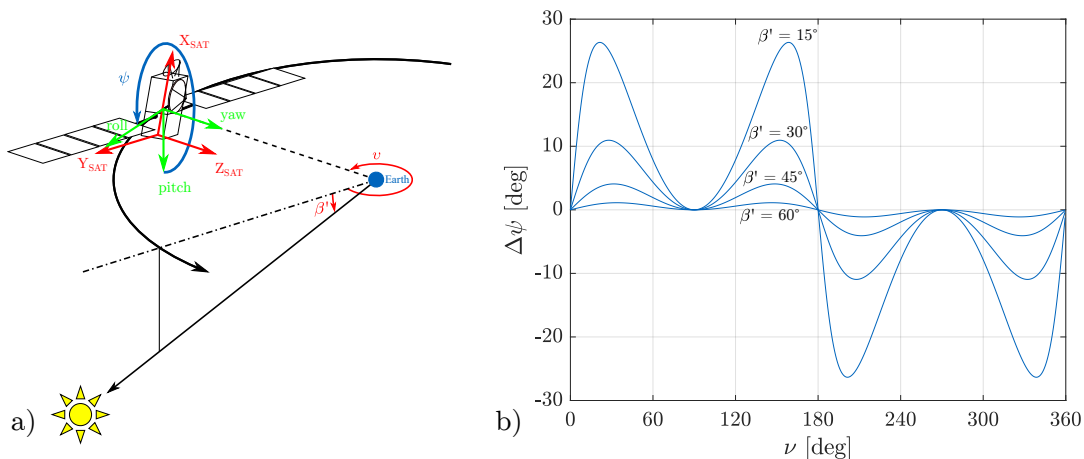 X_SAT
ψ
roll
yaw
Y_SAT
Z_SAT
pitch
υ
Earth
β'
a)
30
20
10
0
-10
-20
-30
Δψ [deg]
β' = 15°
β' = 30°
β' = 45°
β' = 60°
0 60 120 180 240 300 360
ν [deg]
b)